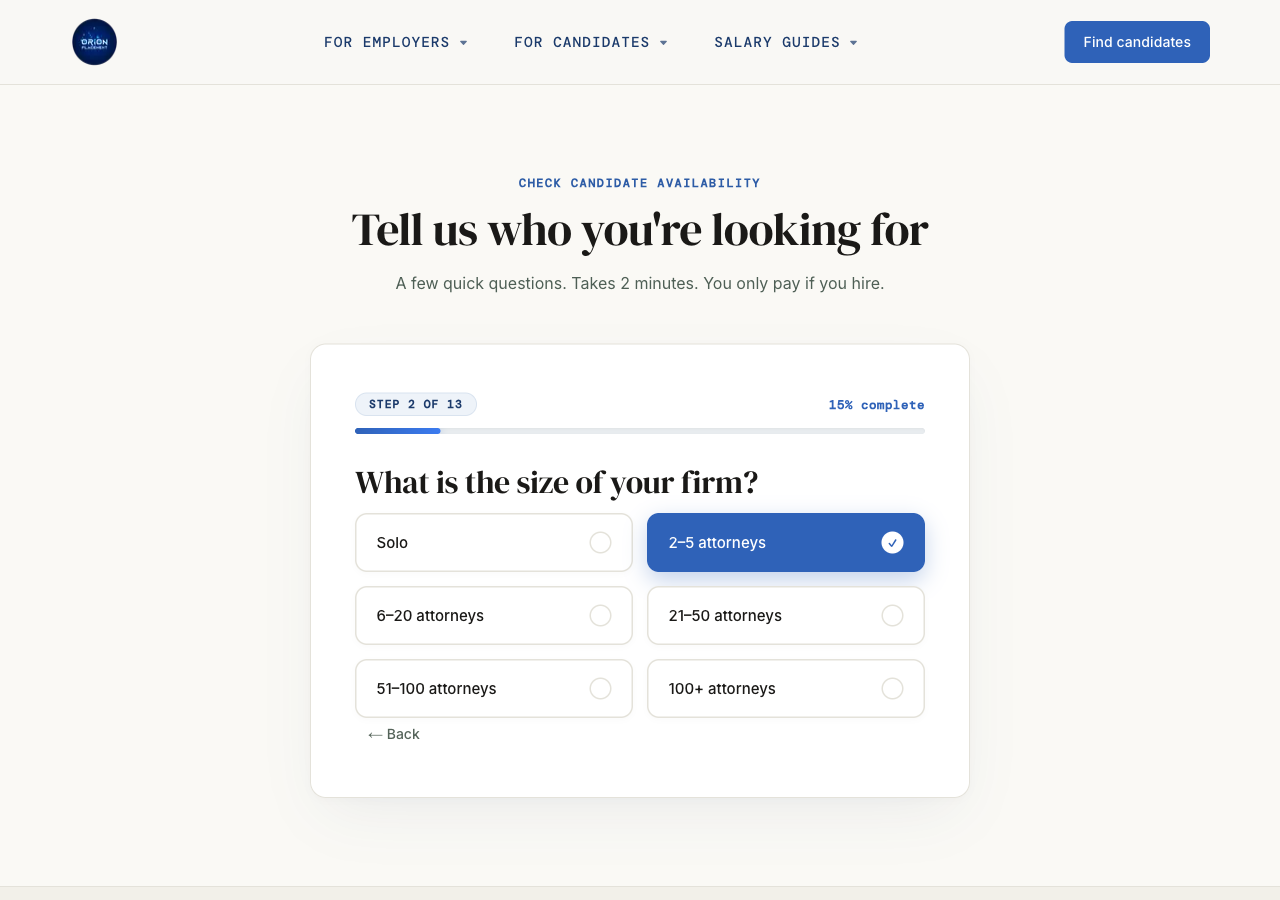 ORION
PLACEMENT
FOR EMPLOYERS
FOR CANDIDATES
SALARY GUIDES
Find candidates
CHECK CANDIDATE AVAILABILITY
Tell us who you're looking for
A few quick questions. Takes 2 minutes. You only pay if you hire.
STEP 2 OF 13
15% complete
What is the size of your firm?
Solo
2–5 attorneys
6–20 attorneys
21–50 attorneys
51–100 attorneys
100+ attorneys
← Back